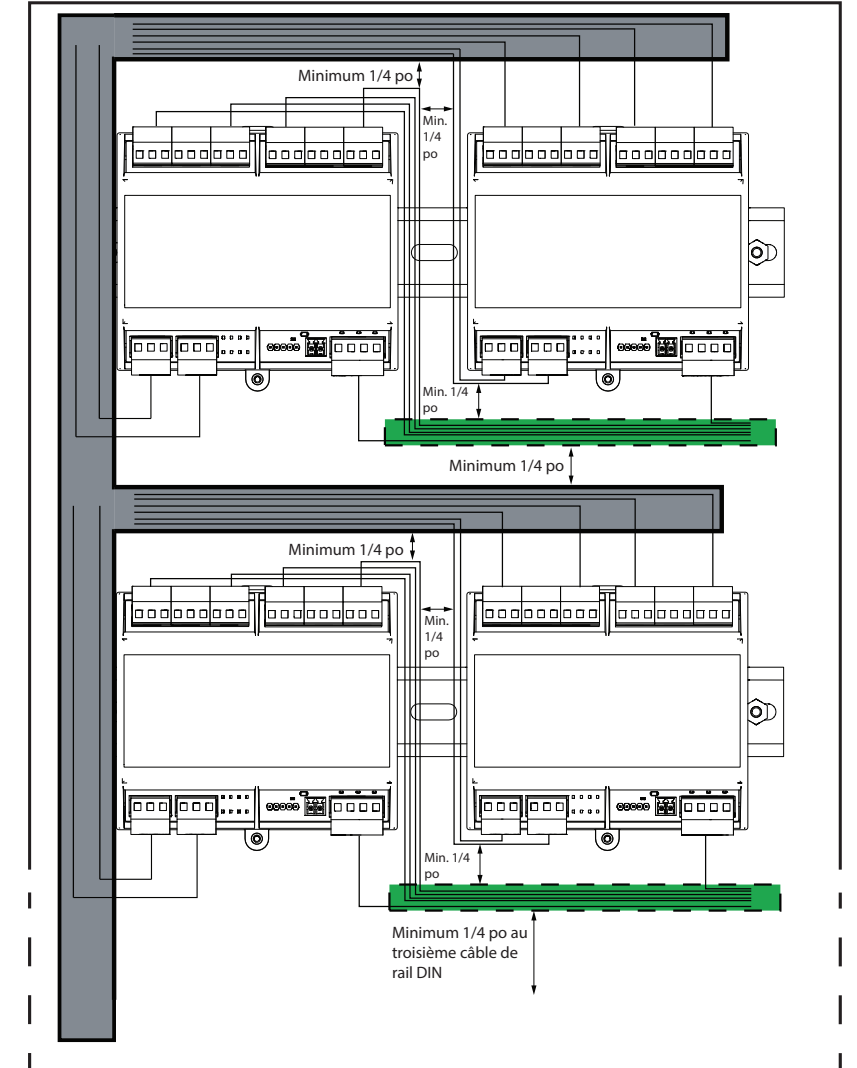 Minimum 1/4 po
Min.
1/4
po
Min. 1/4
po
Minimum 1/4 po
Minimum 1/4 po
Min.
1/4
po
Min. 1/4
po
Minimum 1/4 po au
troisième câble de
rail DIN